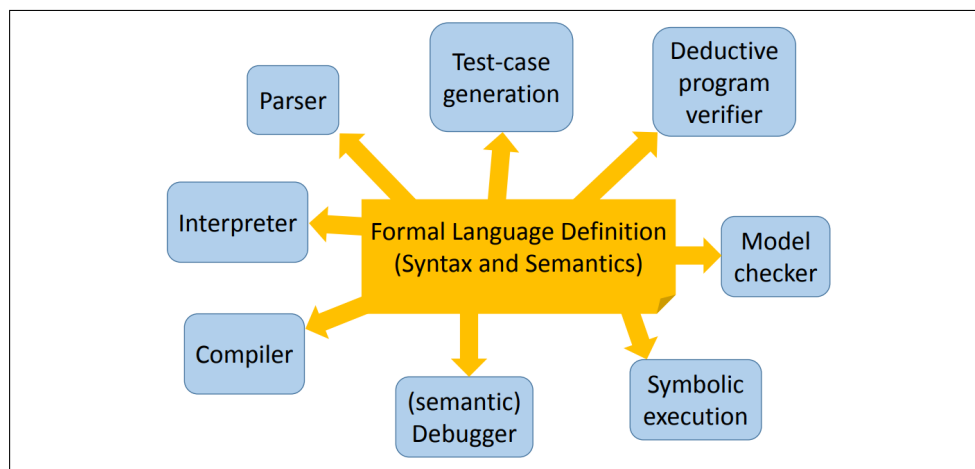 Parser
Test-case
generation
Deductive
program
verifier
Interpreter
Formal Language Definition
(Syntax and Semantics)
Model
checker
Compiler
(semantic)
Debugger
Symbolic
execution